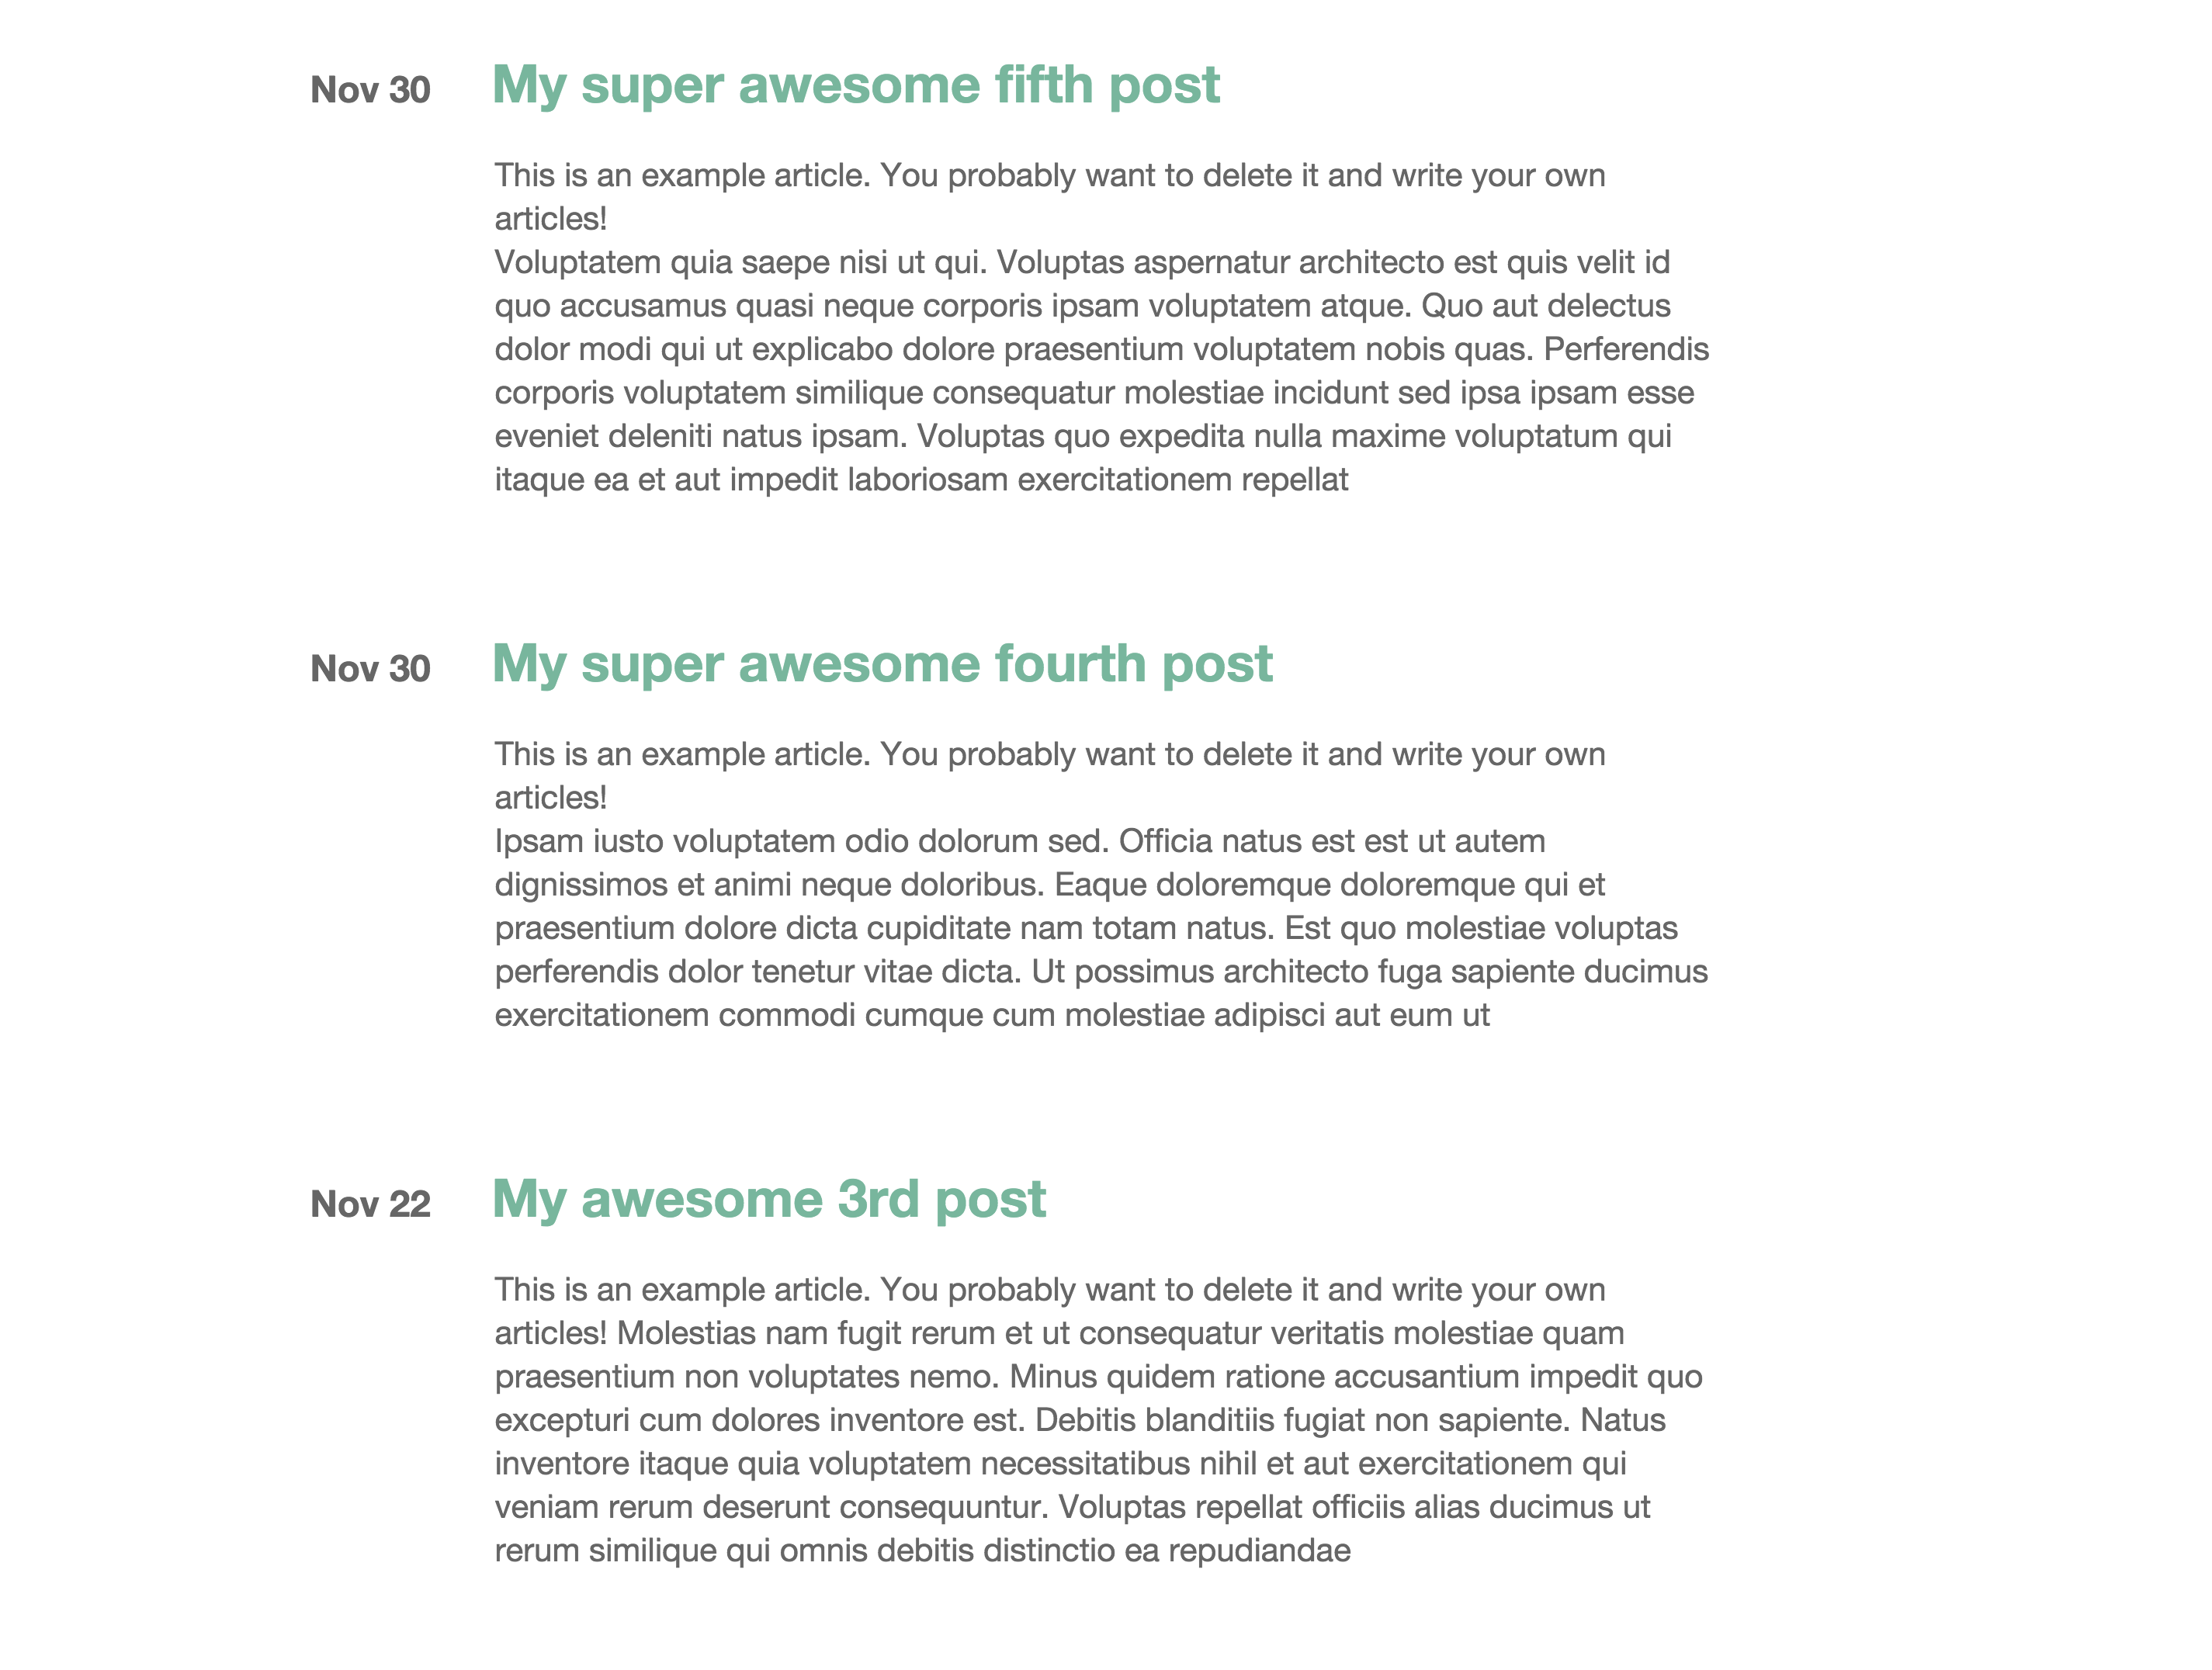 Nov 30 My super awesome fifth post
This is an example article. You probably want to delete it and write your own
articles!
Voluptatem quia saepe nisi ut qui. Voluptas aspernatur architecto est quis velit id
quo accusamus quasi neque corporis ipsam voluptatem atque. Quo aut delectus
dolor modi qui ut explicabo dolore praesentium voluptatem nobis quas. Perferendis
corporis voluptatem similique consequatur molestiae incidunt sed ipsa ipsam esse
eveniet deleniti natus ipsam. Voluptas quo expedita nulla maxime voluptatum qui
itaque ea et aut impedit laboriosam exercitationem repellat
Nov 30 My super awesome fourth post
This is an example article. You probably want to delete it and write your own
articles!
Ipsam iusto voluptatem odio dolorum sed. Officia natus est est ut autem
dignissimos et animi neque doloribus. Eaque doloremque doloremque qui et
praesentium dolore dicta cupiditate nam totam natus. Est quo molestiae voluptas
perferendis dolor tenetur vitae dicta. Ut possimus architecto fuga sapiente ducimus
exercitationem commodi cumque cum molestiae adipisci aut eum ut
Nov 22 My awesome 3rd post
This is an example article. You probably want to delete it and write your own
articles! Molestias nam fugit rerum et ut consequatur veritatis molestiae quam
praesentium non voluptates nemo. Minus quidem ratione accusantium impedit quo
excepturi cum dolores inventore est. Debitis blanditiis fugiat non sapiente. Natus
inventore itaque quia voluptatem necessitatibus nihil et aut exercitationem qui
veniam rerum deserunt consequuntur. Voluptas repellat officiis alias ducimus ut
rerum similique qui omnis debitis distinctio ea repudiandae